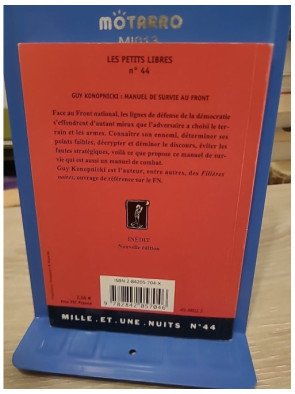 MOTARRO
LES PETITS LIBRES
n° 44
GUY KONOPNICKI : MANUEL DE SURVIE AU FRONT
Face au Front national, les lignes de défense de la démocratie
s'effondrent d'autant mieux que l'adversaire a choisi le ter-
rain et les armes. Connaître son ennemi, déterminer ses
points faibles, décrypter et déminer le discours, éviter les
fautes stratégiques, voilà ce que propose ce manuel de sur-
vie qui est aussi un manuel de combat.
Guy Konopnicki est l'auteur, entre autres, des Filières
noires, ouvrage de référence sur le FN.
INÉDIT
Nouvelle édition
ISBN 2-84205-704-X
9 782842 057046
MILLE.ET.UNE.NUITS N°44